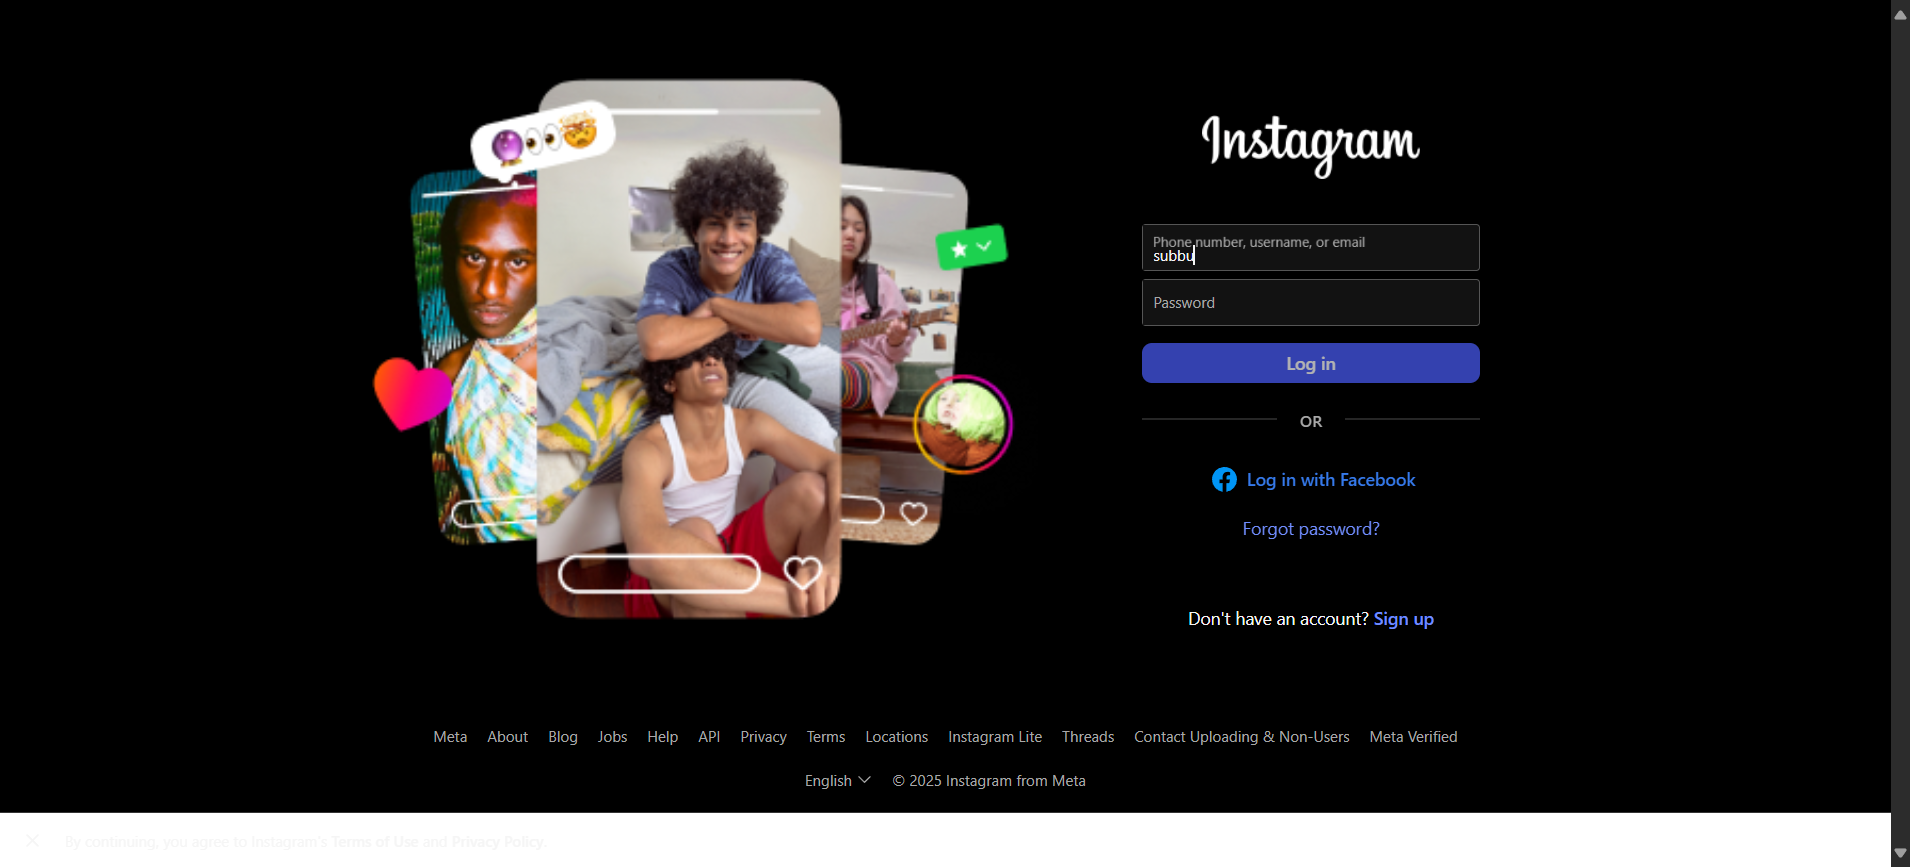 Instagram
Phone number, username, or email
subbu
Password
Log in
OR
Log in with Facebook
Forgot password?
Don't have an account? Sign up
Meta About Blog Jobs Help API Privacy Terms Locations Instagram Lite Threads Contact Uploading & Non-Users Meta Verified
English © 2025 Instagram from Meta
By continuing, you agree to Instagram's Terms of Use and Privacy Policy.